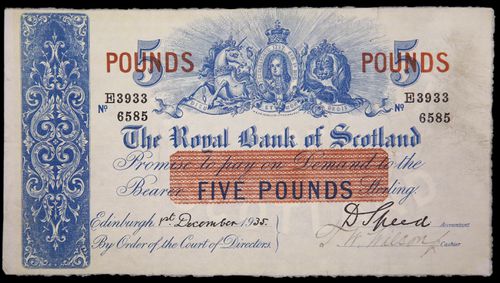 5 POUNDS POUNDS 5
E3933 E3933
No 6585 No 6585
The Royal Bank of Scotland
Promise to pay on Demand to the
Bearer FIVE POUNDS Sterling.
Edinburgh, 1st December 1935. D Speed Accountant
By Order of the Court of Directors. Wilson Cashier